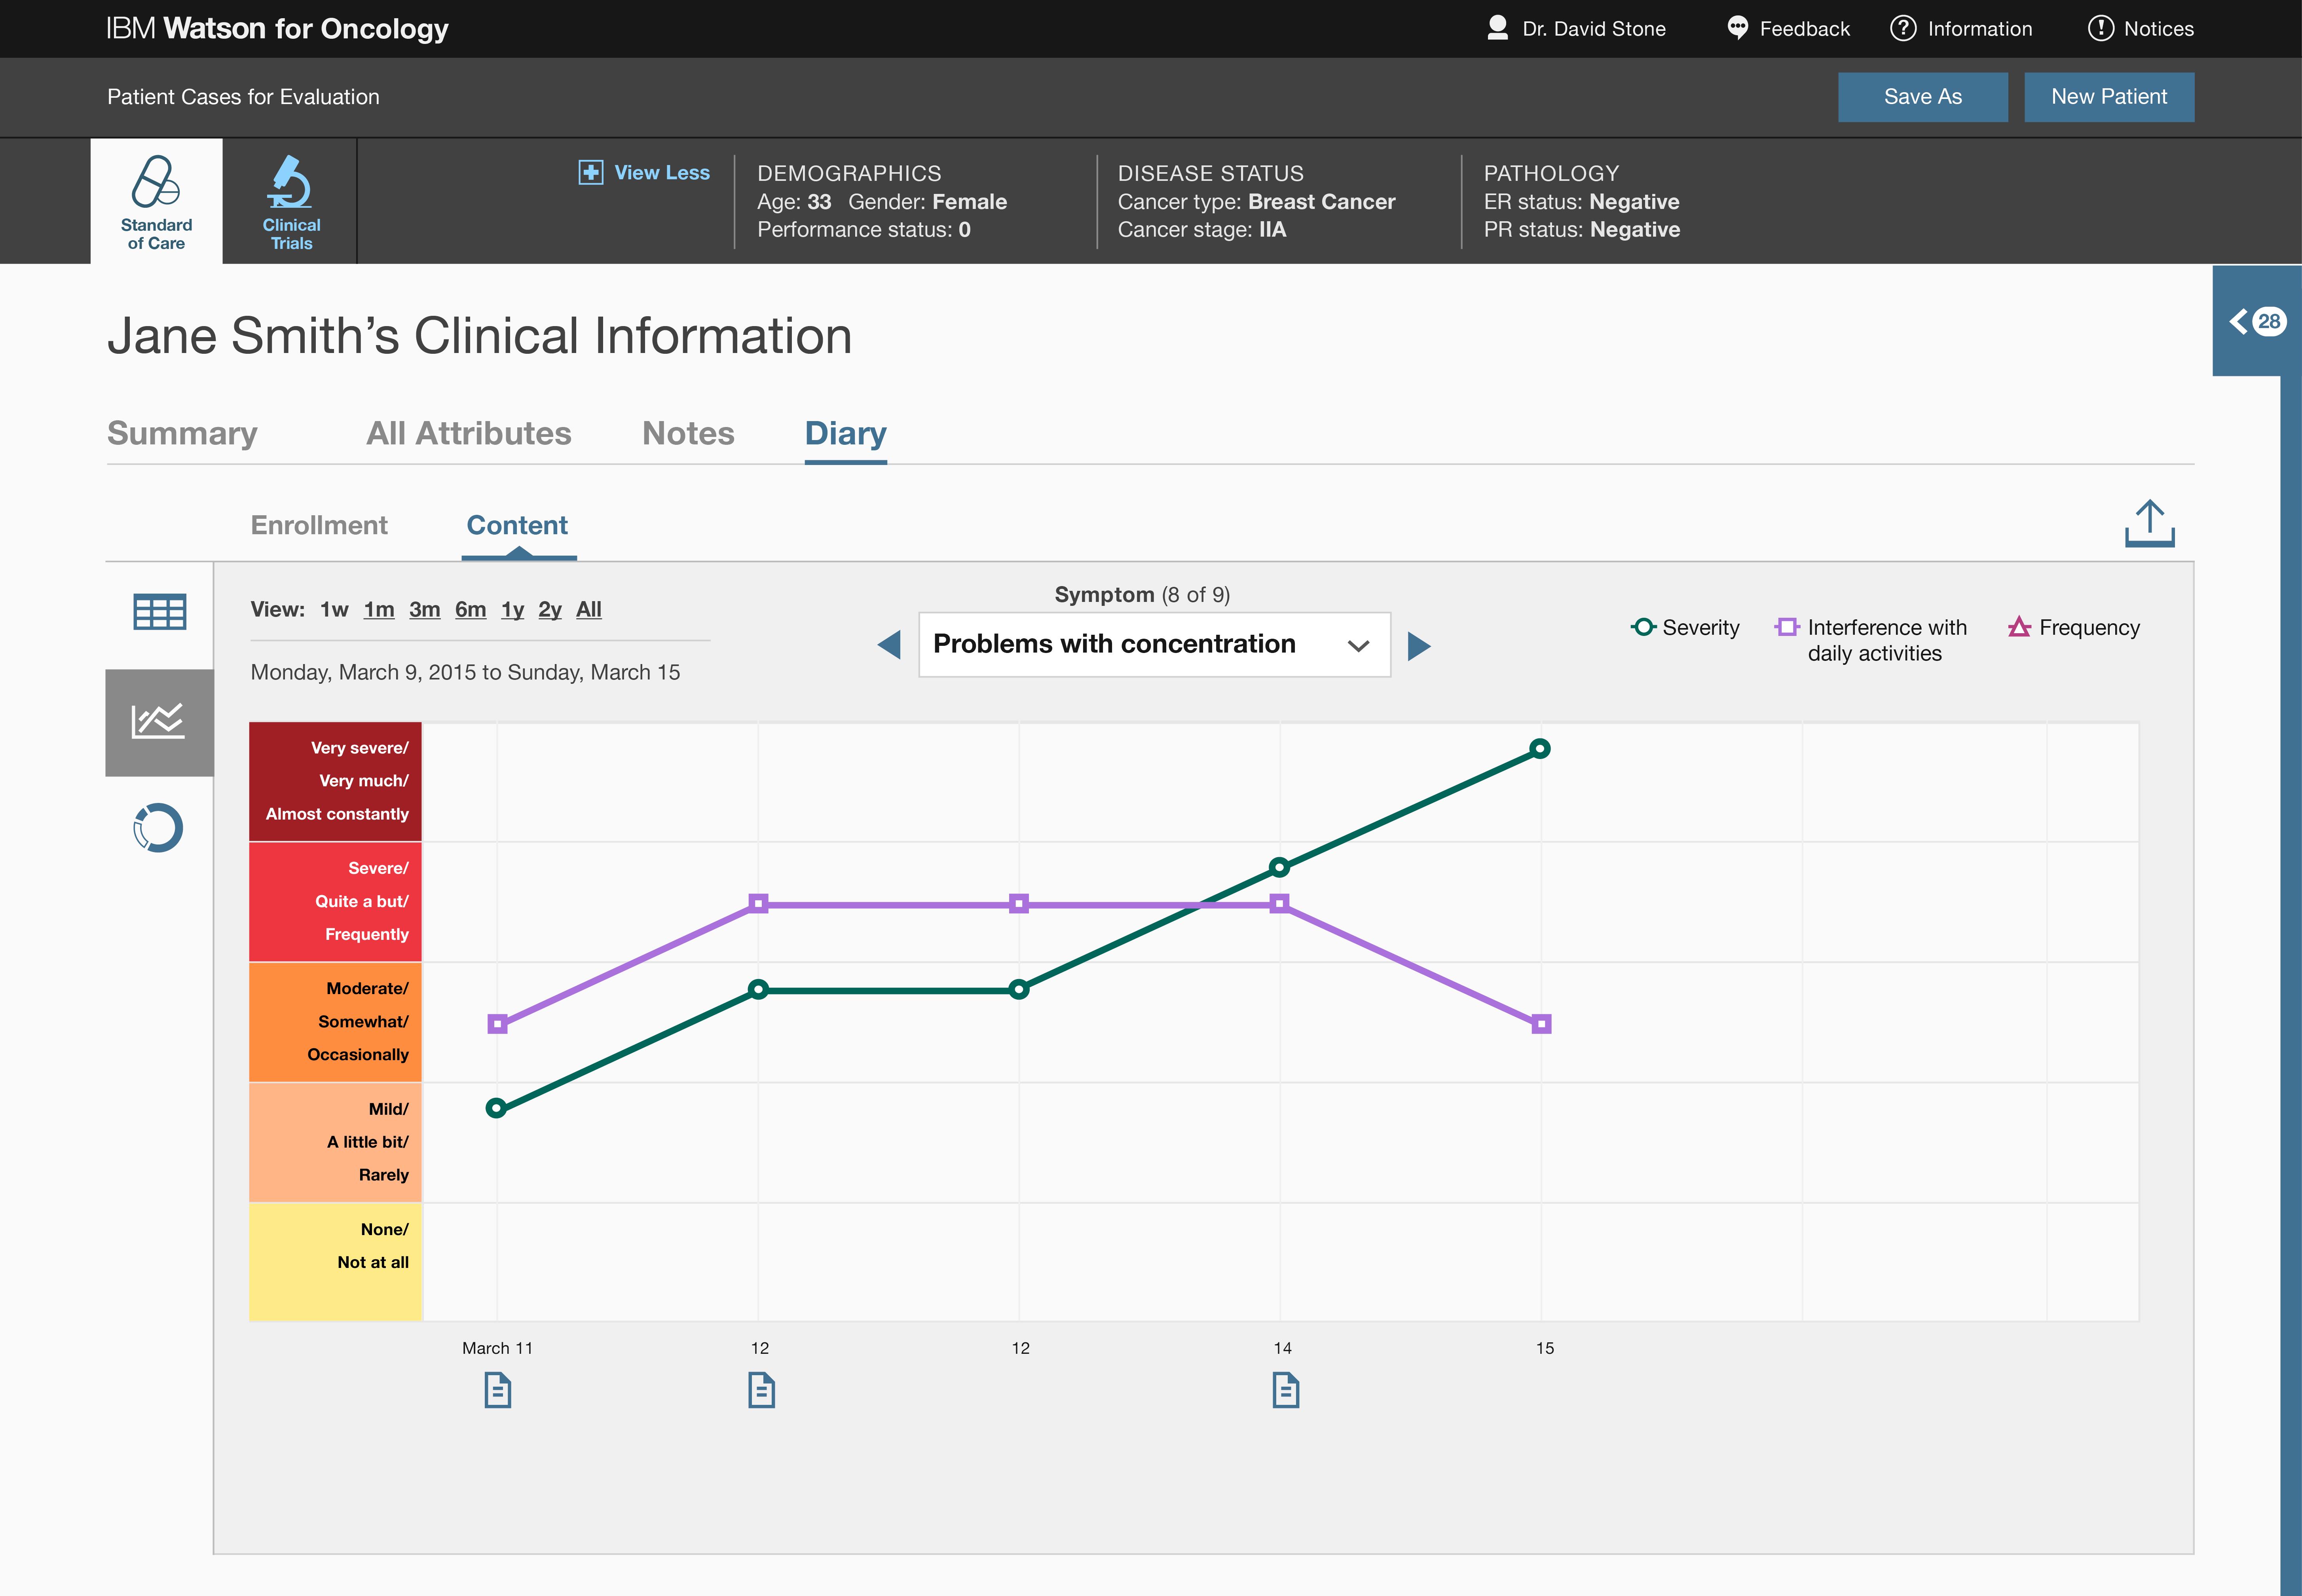 IBM Watson for Oncology
Dr. David Stone
Feedback
Information
Notices
Patient Cases for Evaluation
Save As
New Patient
Standard
of Care
Clinical
Trials
View Less
DEMOGRAPHICS
Age: 33 Gender: Female
Performance status: 0
DISEASE STATUS
Cancer type: Breast Cancer
Cancer stage: IIA
PATHOLOGY
ER status: Negative
PR status: Negative
Jane Smith’s Clinical Information
28
Summary
All Attributes
Notes
Diary
Enrollment
Content
View: 1w 1m 3m 6m 1y 2y All
Monday, March 9, 2015 to Sunday, March 15
Symptom (8 of 9)
Problems with concentration
Severity
Interference with
daily activities
Frequency
Very severe/
Very much/
Almost constantly
Severe/
Quite a but/
Frequently
Moderate/
Somewhat/
Occasionally
Mild/
A little bit/
Rarely
None/
Not at all
March 11
12
12
14
15